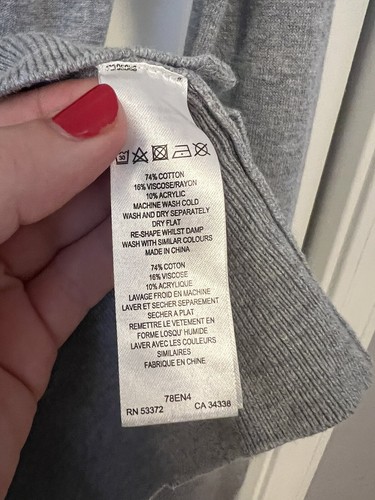 30
74% COTTON
16% VISCOSE/RAYON
10% ACRYLIC
MACHINE WASH COLD
WASH AND DRY SEPARATELY
DRY FLAT
RE-SHAPE WHILST DAMP
WASH WITH SIMILAR COLOURS
MADE IN CHINA
74% COTON
16% VISCOSE
10% ACRYLIQUE
LAVAGE FROID EN MACHINE
LAVER ET SECHER SEPAREMENT
SECHER A PLAT
REMETTRE LE VETEMENT EN
FORME LOSQU' HUMIDE
LAVER AVEC LES COULEURS
SIMILAIRES
FABRIQUE EN CHINE
78EN4
RN 53372 CA 34338